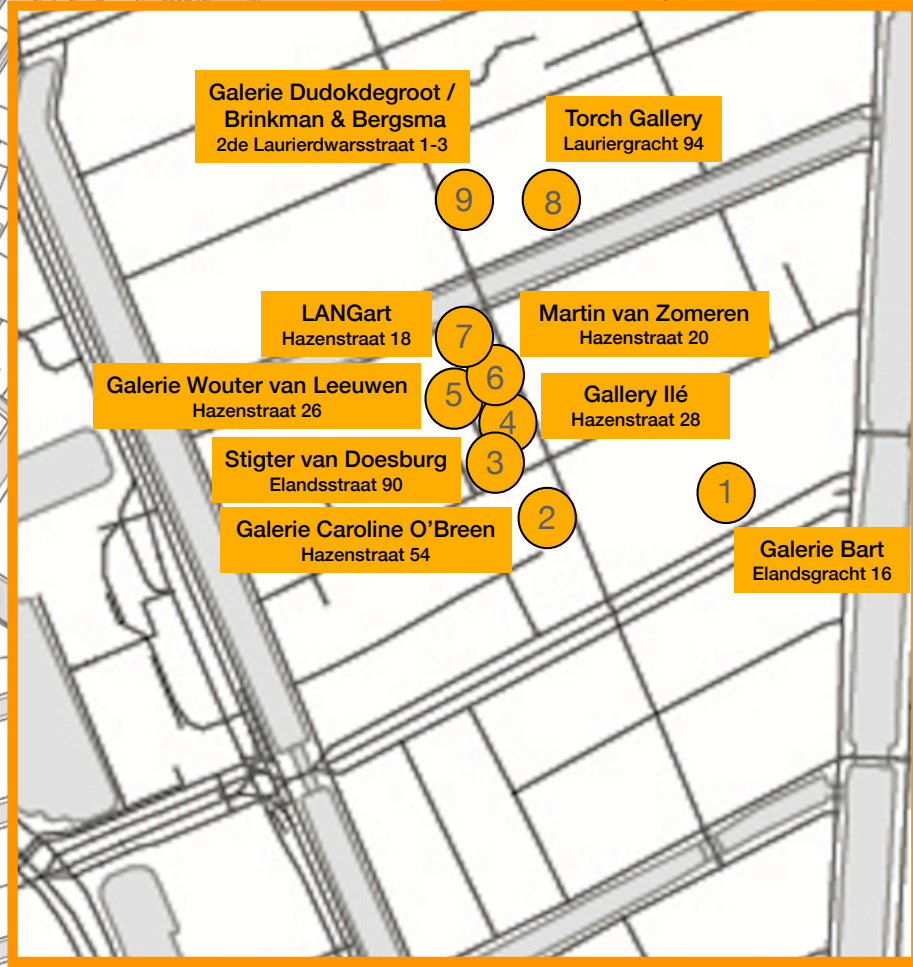 Galerie Dudokdegroot /
Brinkman & Bergsma
2de Laurierdwarsstraat 1-3
Torch Gallery
Lauriergracht 94
9
8
LANGart
Hazenstraat 18
7
Martin van Zomeren
Hazenstraat 20
6
Galerie Wouter van Leeuwen
Hazenstraat 26
5
Gallery Ilé
Hazenstraat 28
4
Stigter van Doesburg
Elandsstraat 90
3
Galerie Caroline O’Breen
Hazenstraat 54
2
1
Galerie Bart
Elandsgracht 16